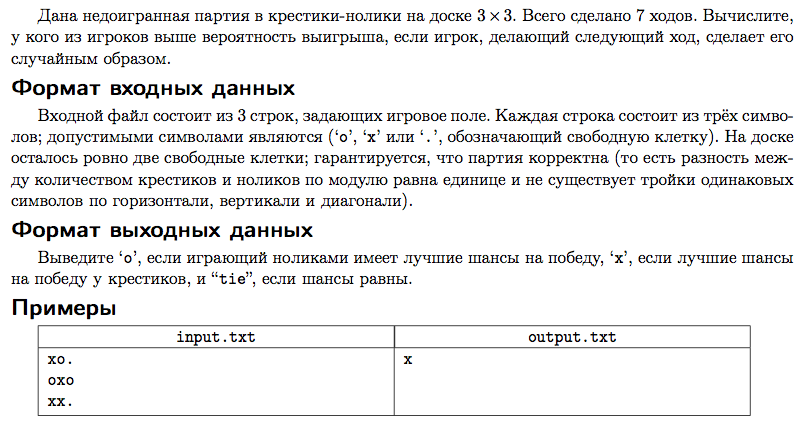 Дана недоигранная партия в крестики-нолики на доске 3 × 3. Всего сделано 7 ходов. Вычислите,
у кого из игроков выше вероятность выигрыша, если игрок, делающий следующий ход, сделает его
случайным образом.
Формат входных данных
Входной файл состоит из 3 строк, задающих игровое поле. Каждая строка состоит из трёх симво-
лов; допустимыми символами являются (‘o’, ‘x’ или ‘.’, обозначающий свободную клетку). На доске
осталось ровно две свободные клетки; гарантируется, что партия корректна (то есть разность меж-
ду количеством крестиков и ноликов по модулю равна единице и не существует тройки одинаковых
символов по горизонтали, вертикали и диагонали).
Формат выходных данных
Выведите ‘o’, если играющий ноликами имеет лучшие шансы на победу, ‘x’, если лучшие шансы
на победу у крестиков, и “tie”, если шансы равны.
Примеры
input.txt output.txt
xo. x
oxo
xx.